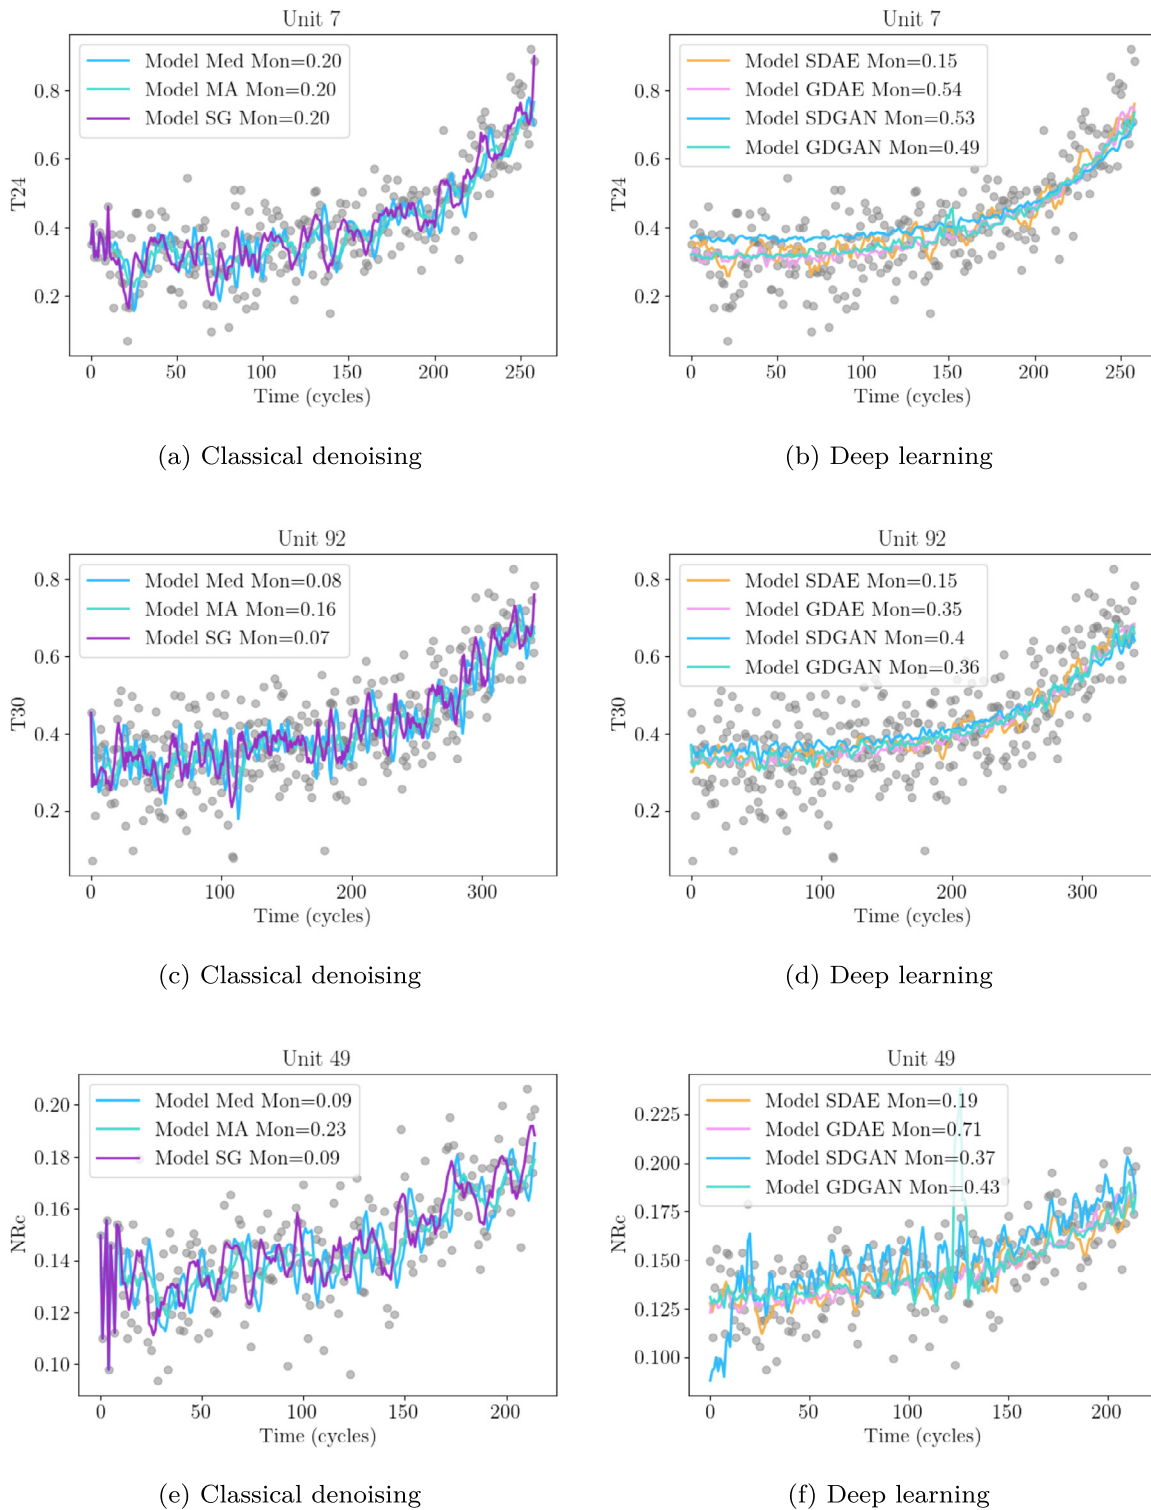 Unit 7
Model Med Mon=0.20
Model MA Mon=0.20
Model SG Mon=0.20
0.8
0.6
0.4
0.2
T24
0 50 100 150 200 250
Time (cycles)
(a) Classical denoising
Unit 7
Model SDAE Mon=0.15
Model GDAE Mon=0.54
Model SDGAN Mon=0.53
Model GDGAN Mon=0.49
0.8
0.6
0.4
0.2
T24
0 50 100 150 200 250
Time (cycles)
(b) Deep learning
Unit 92
Model Med Mon=0.08
Model MA Mon=0.16
Model SG Mon=0.07
0.8
0.6
0.4
0.2
T30
0 100 200 300
Time (cycles)
(c) Classical denoising
Unit 92
Model SDAE Mon=0.15
Model GDAE Mon=0.35
Model SDGAN Mon=0.4
Model GDGAN Mon=0.36
0.8
0.6
0.4
0.2
T30
0 100 200 300
Time (cycles)
(d) Deep learning
Unit 49
Model Med Mon=0.09
Model MA Mon=0.23
Model SG Mon=0.09
0.20
0.18
0.16
0.14
0.12
0.10
NRc
0 50 100 150 200
Time (cycles)
(e) Classical denoising
Unit 49
Model SDAE Mon=0.19
Model GDAE Mon=0.71
Model SDGAN Mon=0.37
Model GDGAN Mon=0.43
0.225
0.200
0.175
0.150
0.125
0.100
NRc
0 50 100 150 200
Time (cycles)
(f) Deep learning